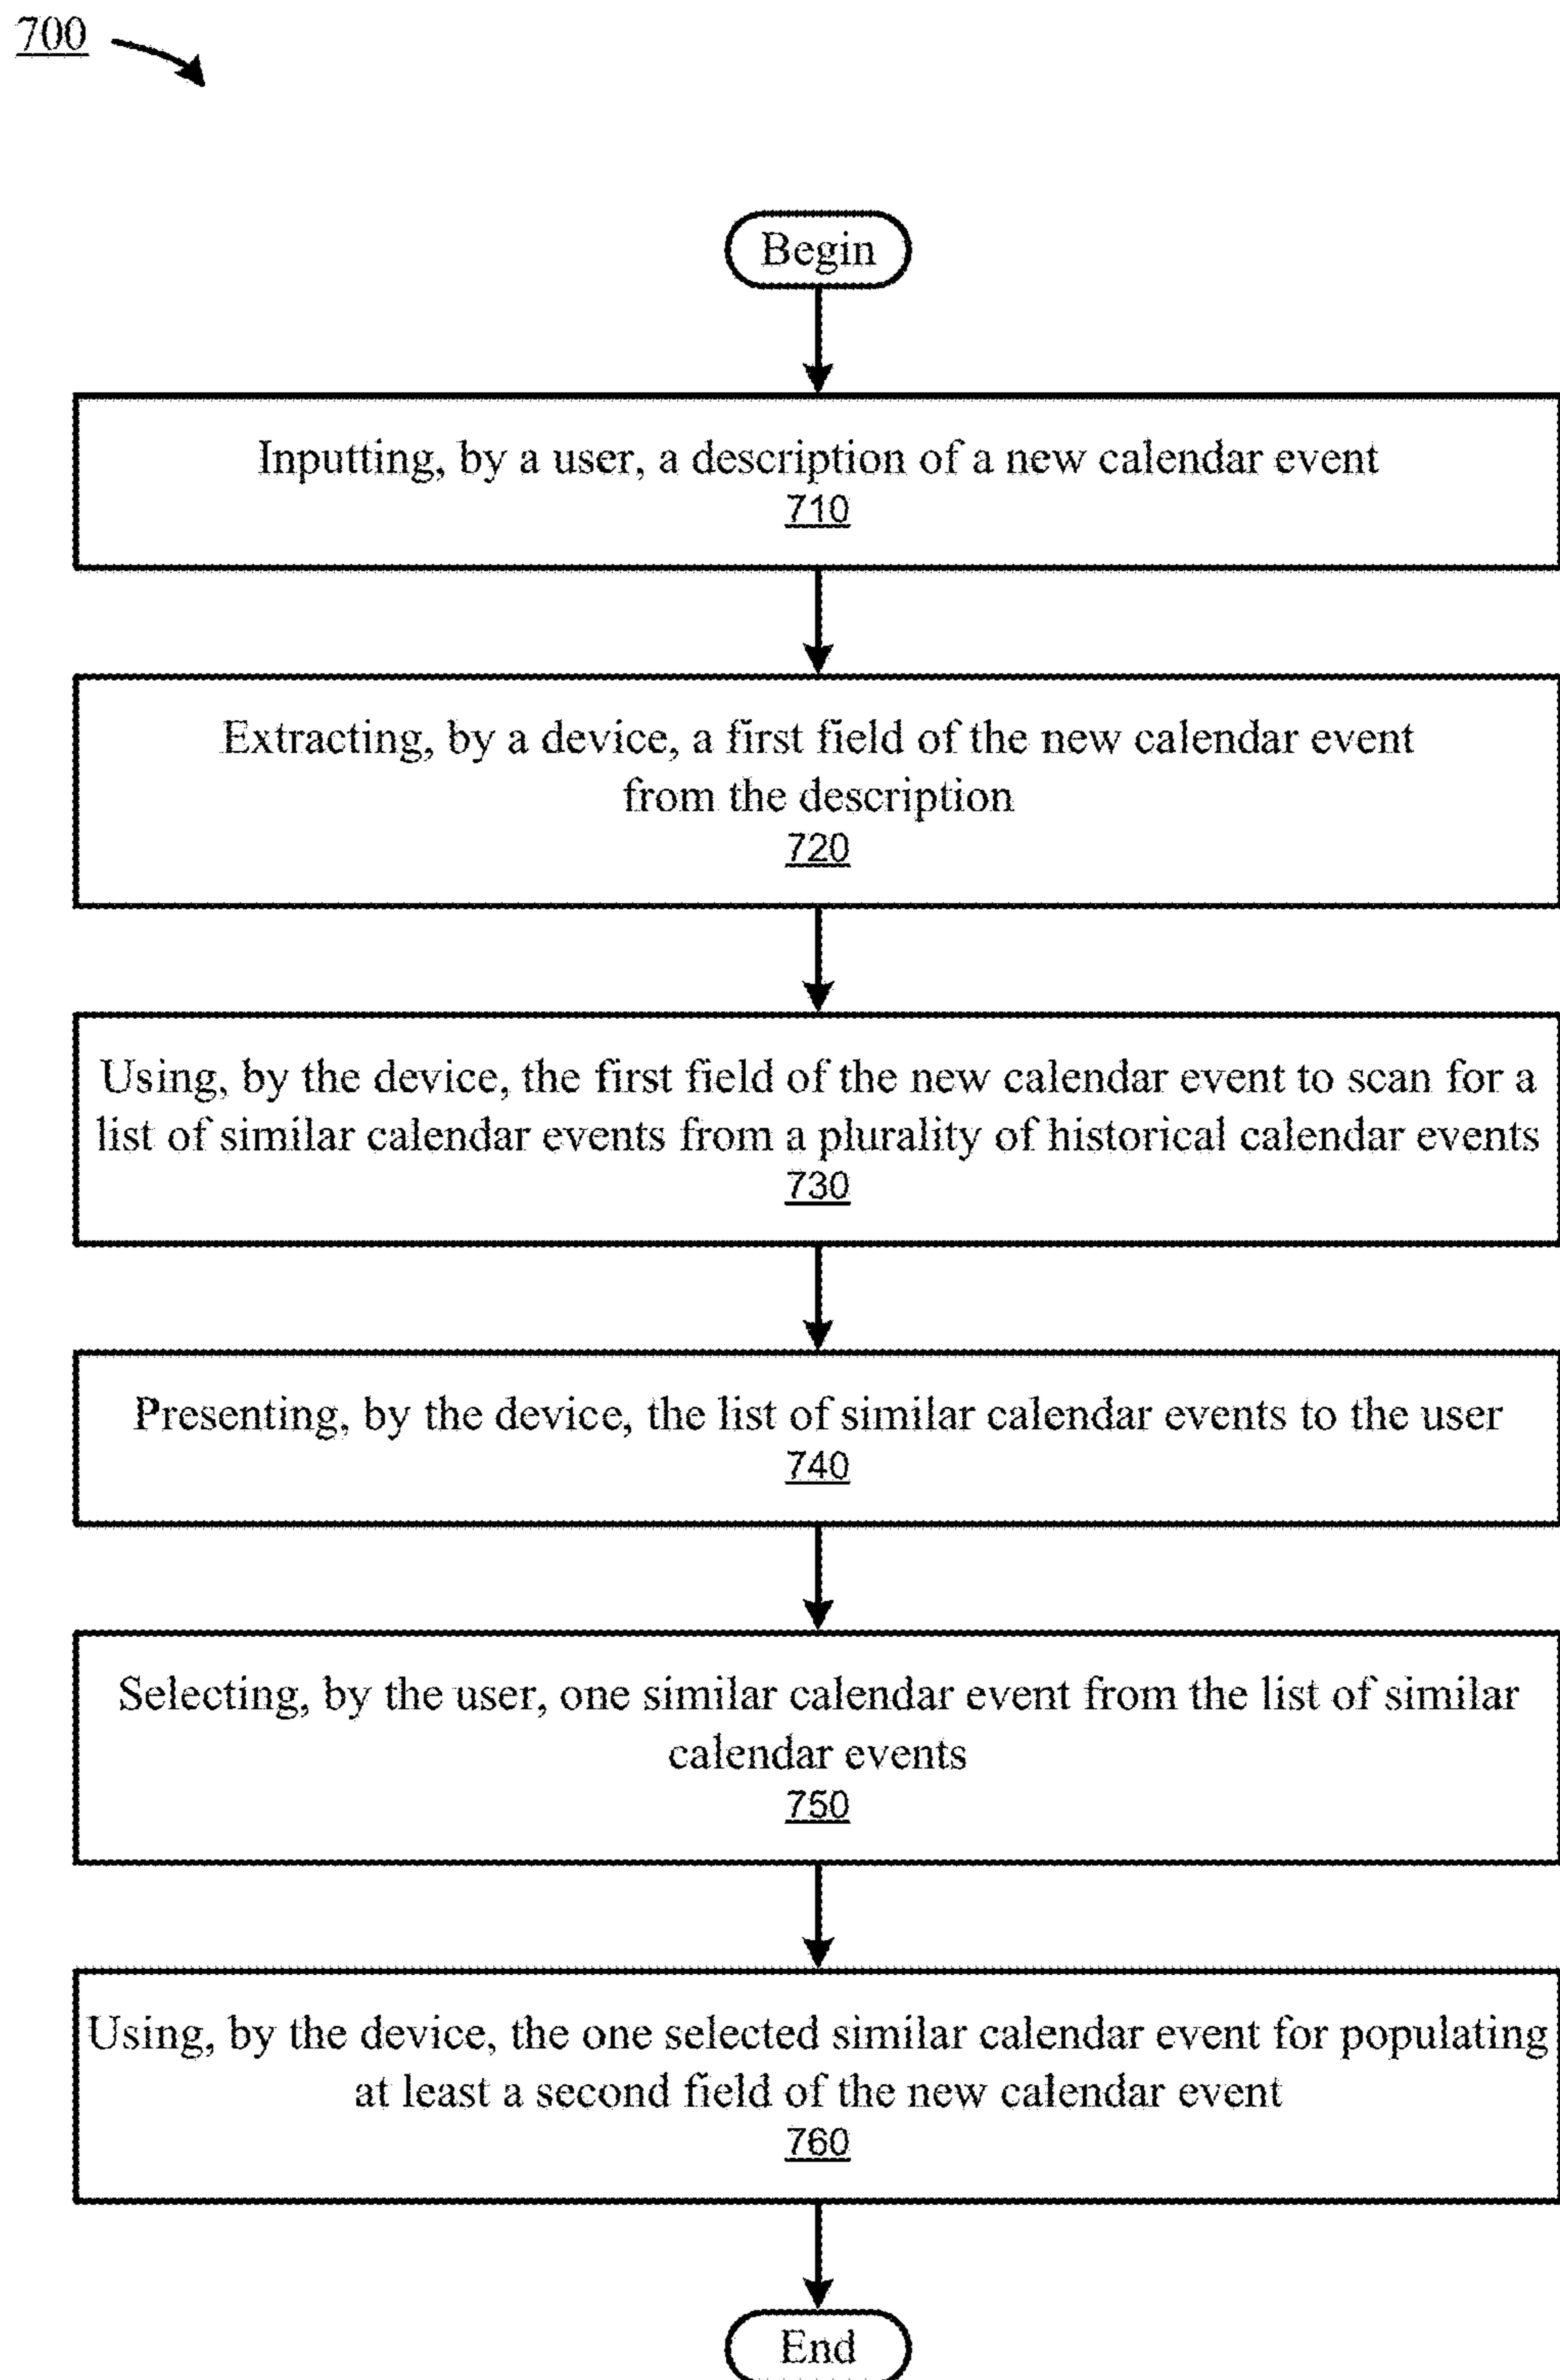 700
Begin
Inputting, by a user, a description of a new calendar event
710
Extracting, by a device, a first field of the new calendar event
from the description
720
Using, by the device, the first field of the new calendar event to scan for a
list of similar calendar events from a plurality of historical calendar events
730
Presenting, by the device, the list of similar calendar events to the user
740
Selecting, by the user, one similar calendar event from the list of similar
calendar events
750
Using, by the device, the one selected similar calendar event for populating
at least a second field of the new calendar event
760
End